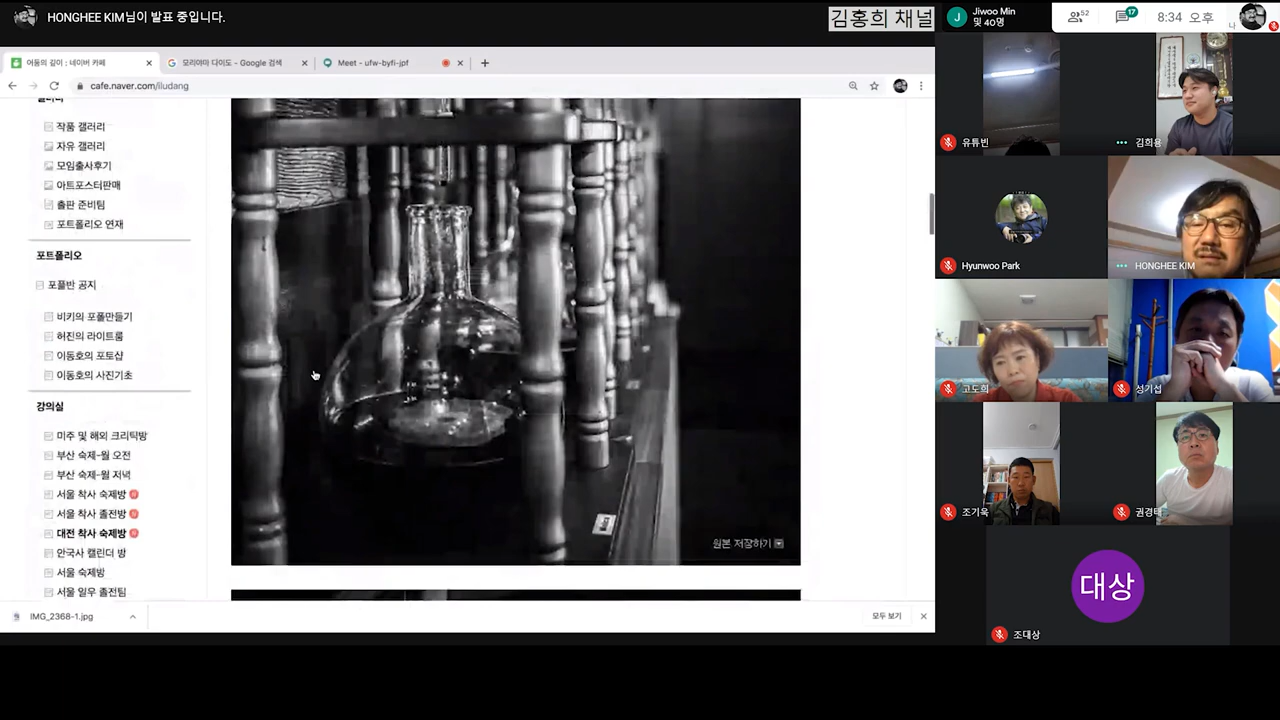 HONGHEE KIM님이 발표 중입니다.
김홍희 채널
J
Jiwoo Min
및 40명
52
17
8:34 오후
나
어둠의 깊이 : 네이버 카페
모리야마 다이도 - Google 검색
Meet - ufw-byfi-jpf
cafe.naver.com/iludang
작품 갤러리
자유 갤러리
모임출사후기
아트포스터판매
출판 준비팀
포트폴리오 연재
포트폴리오
포폴반 공지
비키의 포폴만들기
허진의 라이트룸
이동호의 포토샵
이동호의 사진기초
강의실
미주 및 해외 크리틱방
부산 숙제-월 오전
부산 숙제-월 저녁
서울 착사 숙제방
서울 착사 졸전방
대전 착사 숙제방
안국사 캘린더 방
서울 숙제방
서울 일우 졸전팀
원본 저장하기
IMG_2368-1.jpg
모두 보기
유튜빈
김희용
Hyunwoo Park
HONGHEE KIM
고도희
성기섭
조기욱
권경태
대상
조대상